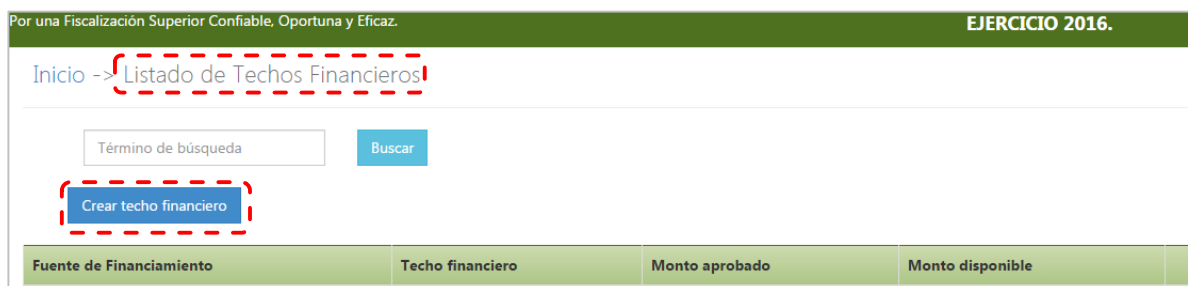 Por una Fiscalización Superior Confiable, Oportuna y Eficaz. EJERCICIO 2016.
Inicio -> Listado de Techos Financieros
Término de búsqueda Buscar
Crear techo financiero
Fuente de Financiamiento Techo financiero Monto aprobado Monto disponible